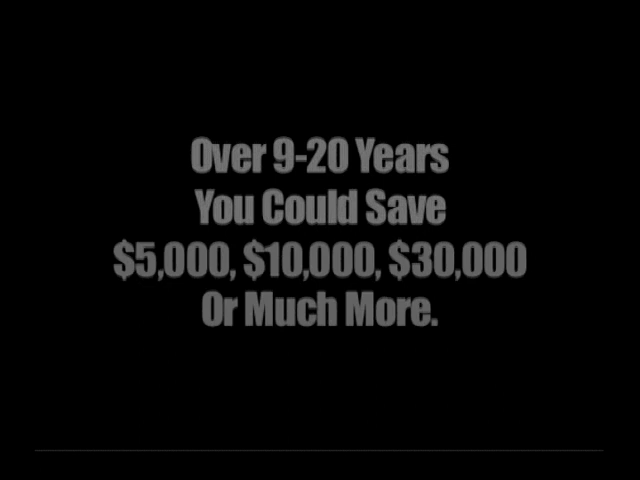 Over 9-20 Years
You Could Save
$5,000, $10,000, $30,000
Or Much More.